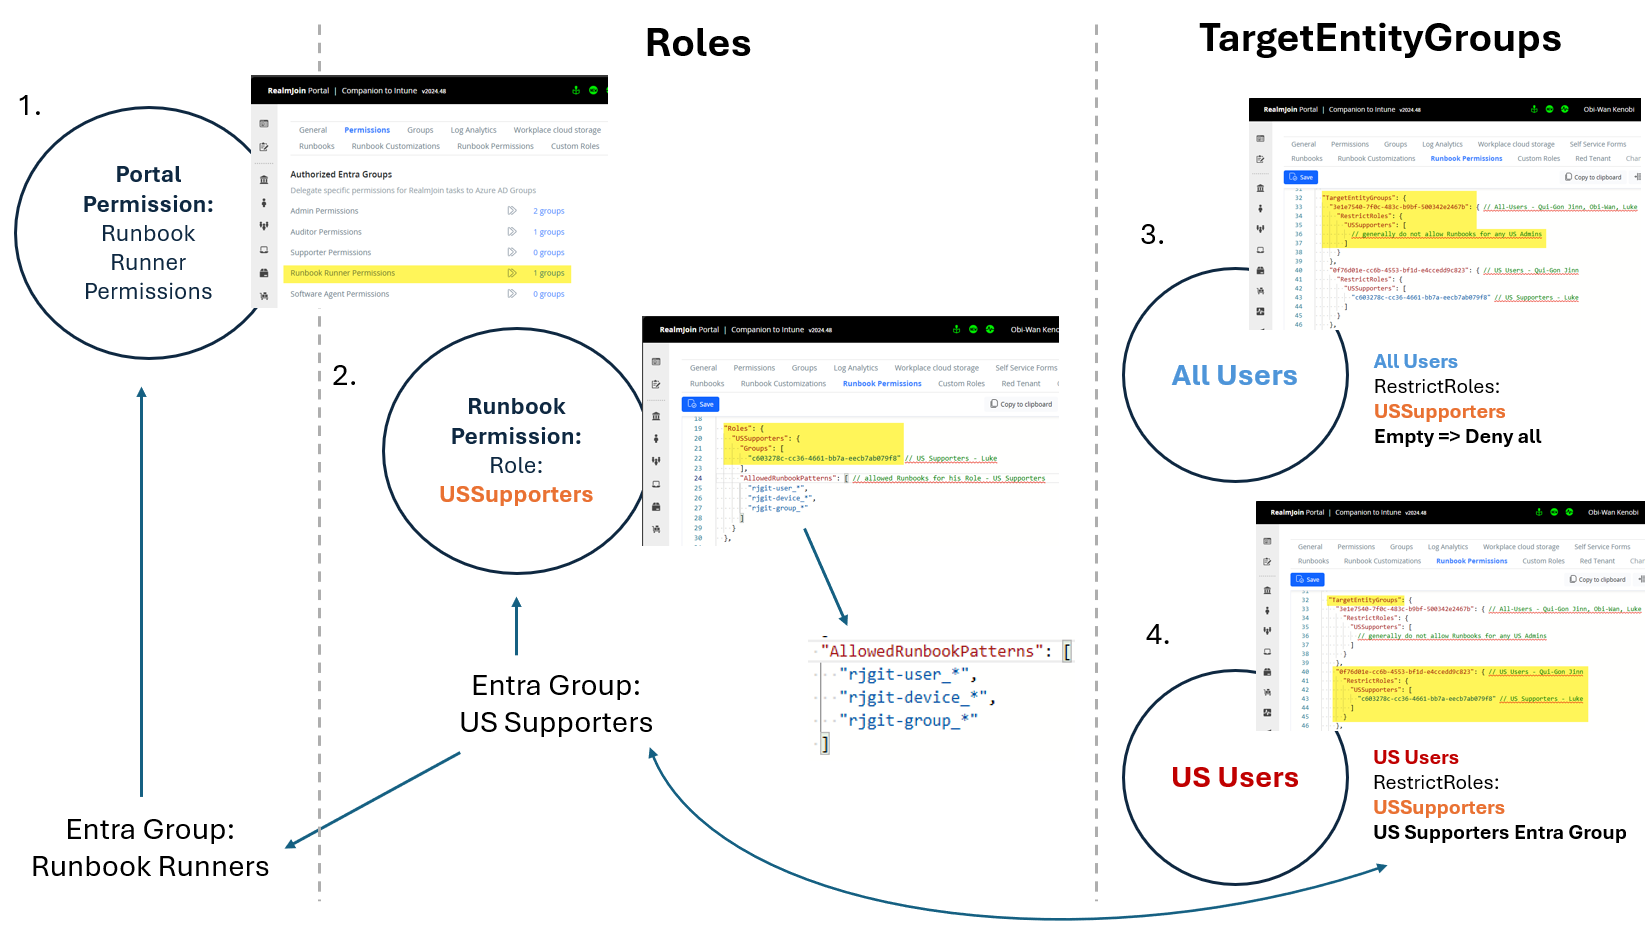 Roles
TargetEntityGroups
1.
Portal
Permission:
Runbook
Runner
Permissions
RealmJoin Portal | Companion to Intune v2024.48
General Permissions Groups Log Analytics Workplace cloud storage
Runbooks Runbook Customizations Runbook Permissions Custom Roles
Authorized Entra Groups
Delegate specific permissions for RealmJoin tasks to Azure AD Groups
Admin Permissions 2 groups
Auditor Permissions 1 groups
Supporter Permissions 0 groups
Runbook Runner Permissions 1 groups
Software Agent Permissions 0 groups
2.
Runbook
Permission:
Role:
USSupporters
RealmJoin Portal | Companion to Intune v2024.48 Obi-Wan Keno
General Permissions Groups Log Analytics Workplace cloud storage Self Service Forms
Runbooks Runbook Customizations Runbook Permissions Custom Roles Red Tenant
Save Copy to clipboard
18
19 "Roles": {
20 "USSupporters": {
21 "Groups": [
22 "c603278c-cc36-4661-bb7a-eecb7ab079f8" // US Supporters - Luke
23 ],
24 "AllowedRunbookPatterns": [ // allowed Runbooks for his Role - US Supporters
25 "rjgit-user_*",
26 "rjgit-device_*",
27 "rjgit-group_*"
28 ]
29 }
30 },
"AllowedRunbookPatterns": [
"rjgit-user_*",
"rjgit-device_*",
"rjgit-group_*"
]
Entra Group:
US Supporters
Entra Group:
Runbook Runners
3.
All Users
RealmJoin Portal | Companion to Intune v2024.48 Obi-Wan Kenobi
General Permissions Groups Log Analytics Workplace cloud storage Self Service Forms
Runbooks Runbook Customizations Runbook Permissions Custom Roles Red Tenant Char
Save Copy to clipboard
31
32 "TargetEntityGroups": {
33 "3e1e7540-7f0c-483c-b9bf-500342e2467b": { // All-Users - Qui-Gon Jinn, Obi-Wan, Luke
34 "RestrictRoles": {
35 "USSupporters": [
36 // generally do not allow Runbooks for any US Admins
37 ]
38 }
39 },
40 "0f76d01e-cc6b-4553-bf1d-e4ccedd9c823": { // US Users - Qui-Gon Jinn
41 "RestrictRoles": {
42 "USSupporters": [
43 "c603278c-cc36-4661-bb7a-eecb7ab079f8" // US Supporters - Luke
44 ]
45 }
46 },
All Users
RestrictRoles:
USSupporters
Empty => Deny all
4.
US Users
RealmJoin Portal | Companion to Intune v2024.48 Obi-Wan Kenobi
General Permissions Groups Log Analytics Workplace cloud storage Self Service Forms
Runbooks Runbook Customizations Runbook Permissions Custom Roles Red Tenant Char
Save Copy to clipboard
31
32 "TargetEntityGroups": {
33 "3e1e7540-7f0c-483c-b9bf-500342e2467b": { // All-Users - Qui-Gon Jinn, Obi-Wan, Luke
34 "RestrictRoles": {
35 "USSupporters": [
36 // generally do not allow Runbooks for any US Admins
37 ]
38 }
39 },
40 "0f76d01e-cc6b-4553-bf1d-e4ccedd9c823": { // US Users - Qui-Gon Jinn
41 "RestrictRoles": {
42 "USSupporters": [
43 "c603278c-cc36-4661-bb7a-eecb7ab079f8" // US Supporters - Luke
44 ]
45 }
46 },
US Users
RestrictRoles:
USSupporters
US Supporters Entra Group